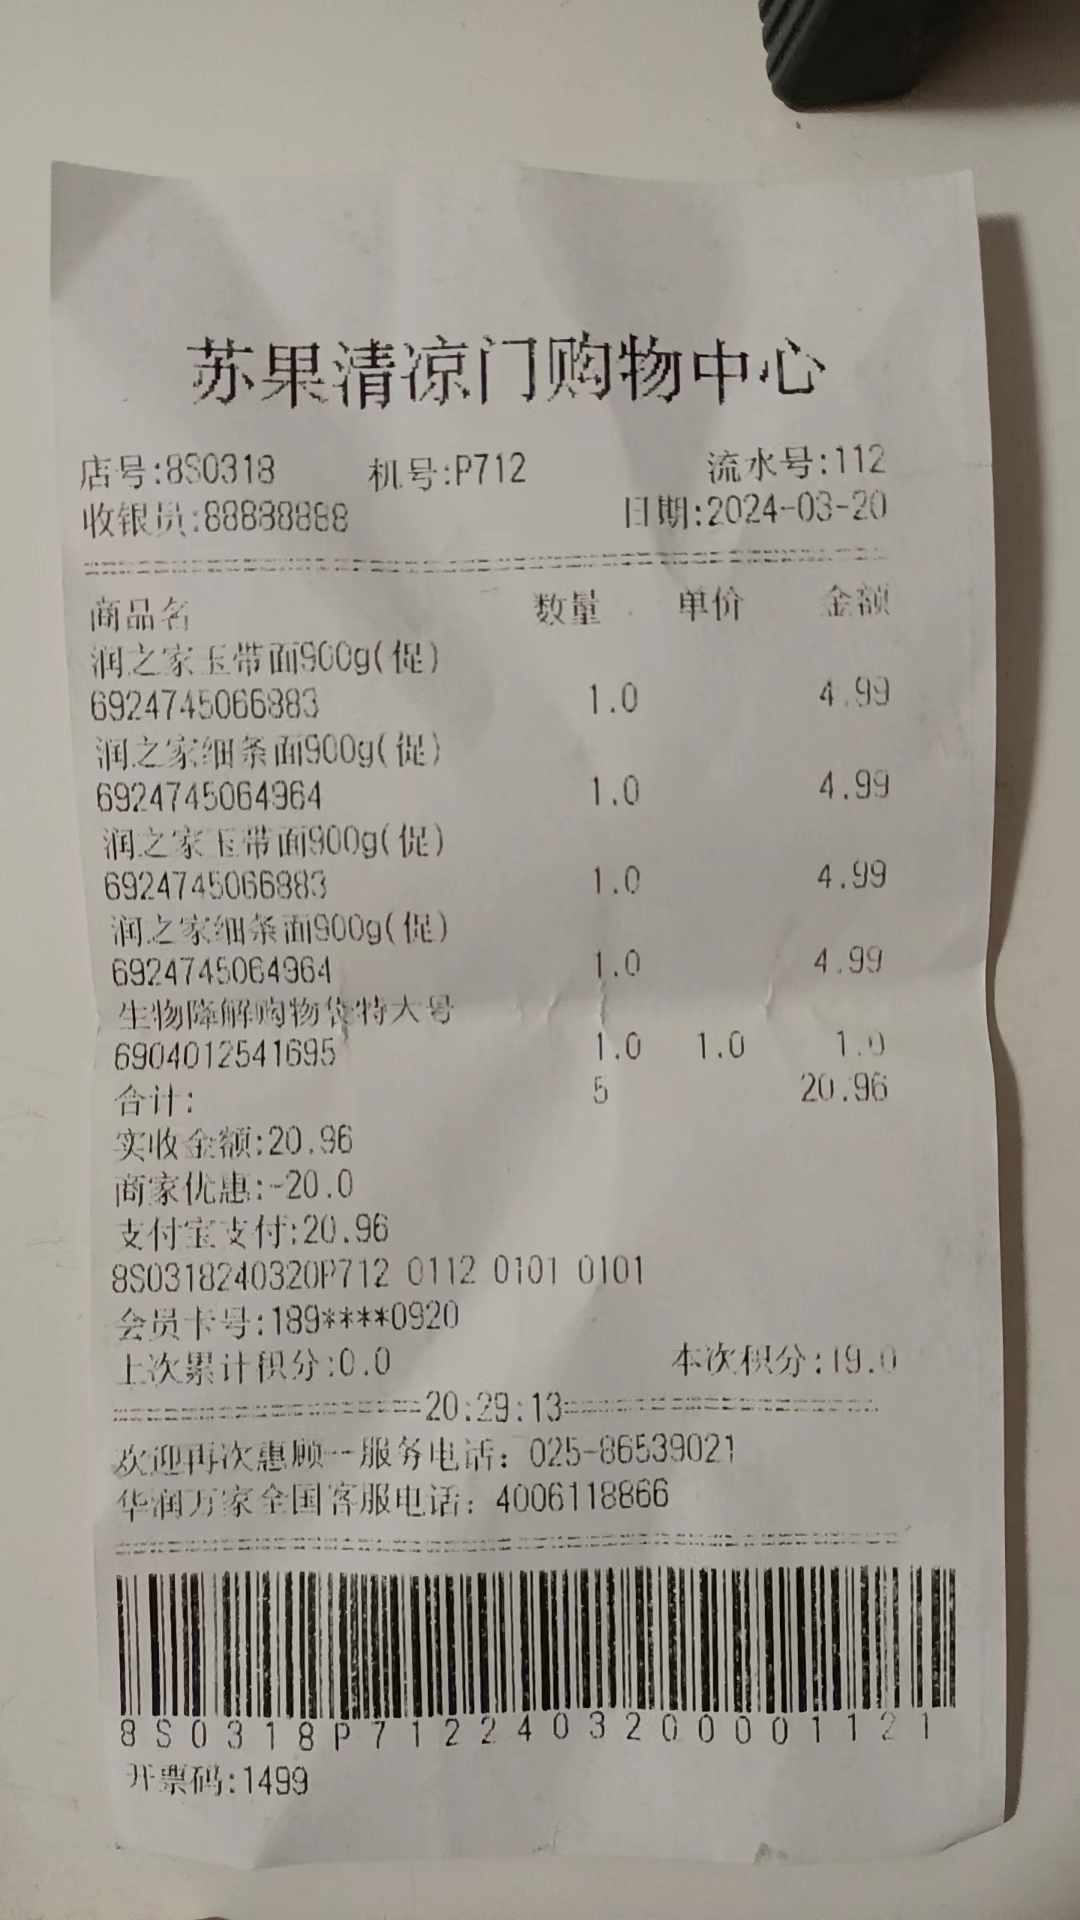 苏果清凉门购物中心
店号:8S0318 机号:P712 流水号:112
收银员:88888888 日期:2024-03-20
商品名 数量 单价 金额
润之家玉带面900g(促)
6924745066883 1.0 4.99
润之家细条面900g(促)
6924745064964 1.0 4.99
润之家玉带面900g(促)
6924745066883 1.0 4.99
润之家细条面900g(促)
6924745064964 1.0 4.99
生物降解购物袋特大号
6904012541695 1.0 1.0 1.0
合计: 5 20.96
实收金额:20.96
商家优惠:-20.0
支付宝支付:20.96
8S0318240320P712 0112 0101 0101
会员卡号:189****0920
上次累计积分:0.0 本次积分:19.0
20:29:13
欢迎再次惠顾--服务电话：025-86539021
华润万家全国客服电话：4006118866
8S0318P7122403200001121
开票码:1499